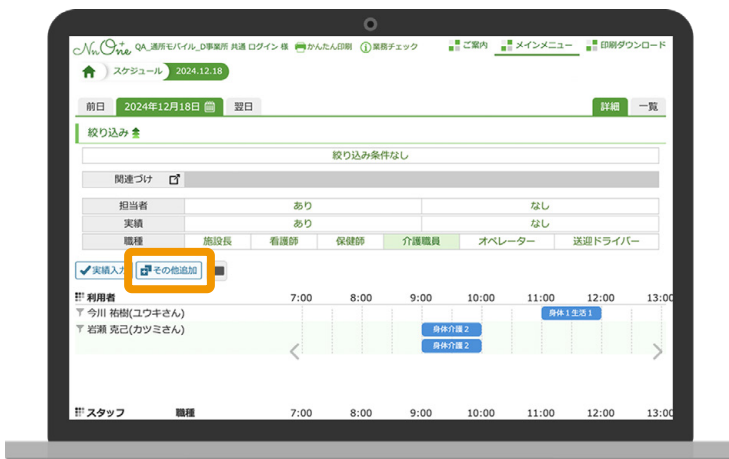 NnOne QA_通所モバイル_D事業所 共通 ログイン 様 かんたん印刷 業務チェック ご案内 メインメニュー 印刷ダウンロード
スケジュール 2024.12.18
前日 2024年12月18日 翌日 詳細 一覧
絞り込み
絞り込み条件なし
関連づけ
担当者 あり なし
実績 あり なし
職種 施設長 看護師 保健師 介護職員 オペレーター 送迎ドライバー
実績入力 その他追加
利用者 7:00 8:00 9:00 10:00 11:00 12:00 13:00
今川 祐樹(ユウキさん) 身体1生活1
岩瀬 克己(カツミさん) 身体介護2
身体介護2
スタッフ 職種 7:00 8:00 9:00 10:00 11:00 12:00 13:00